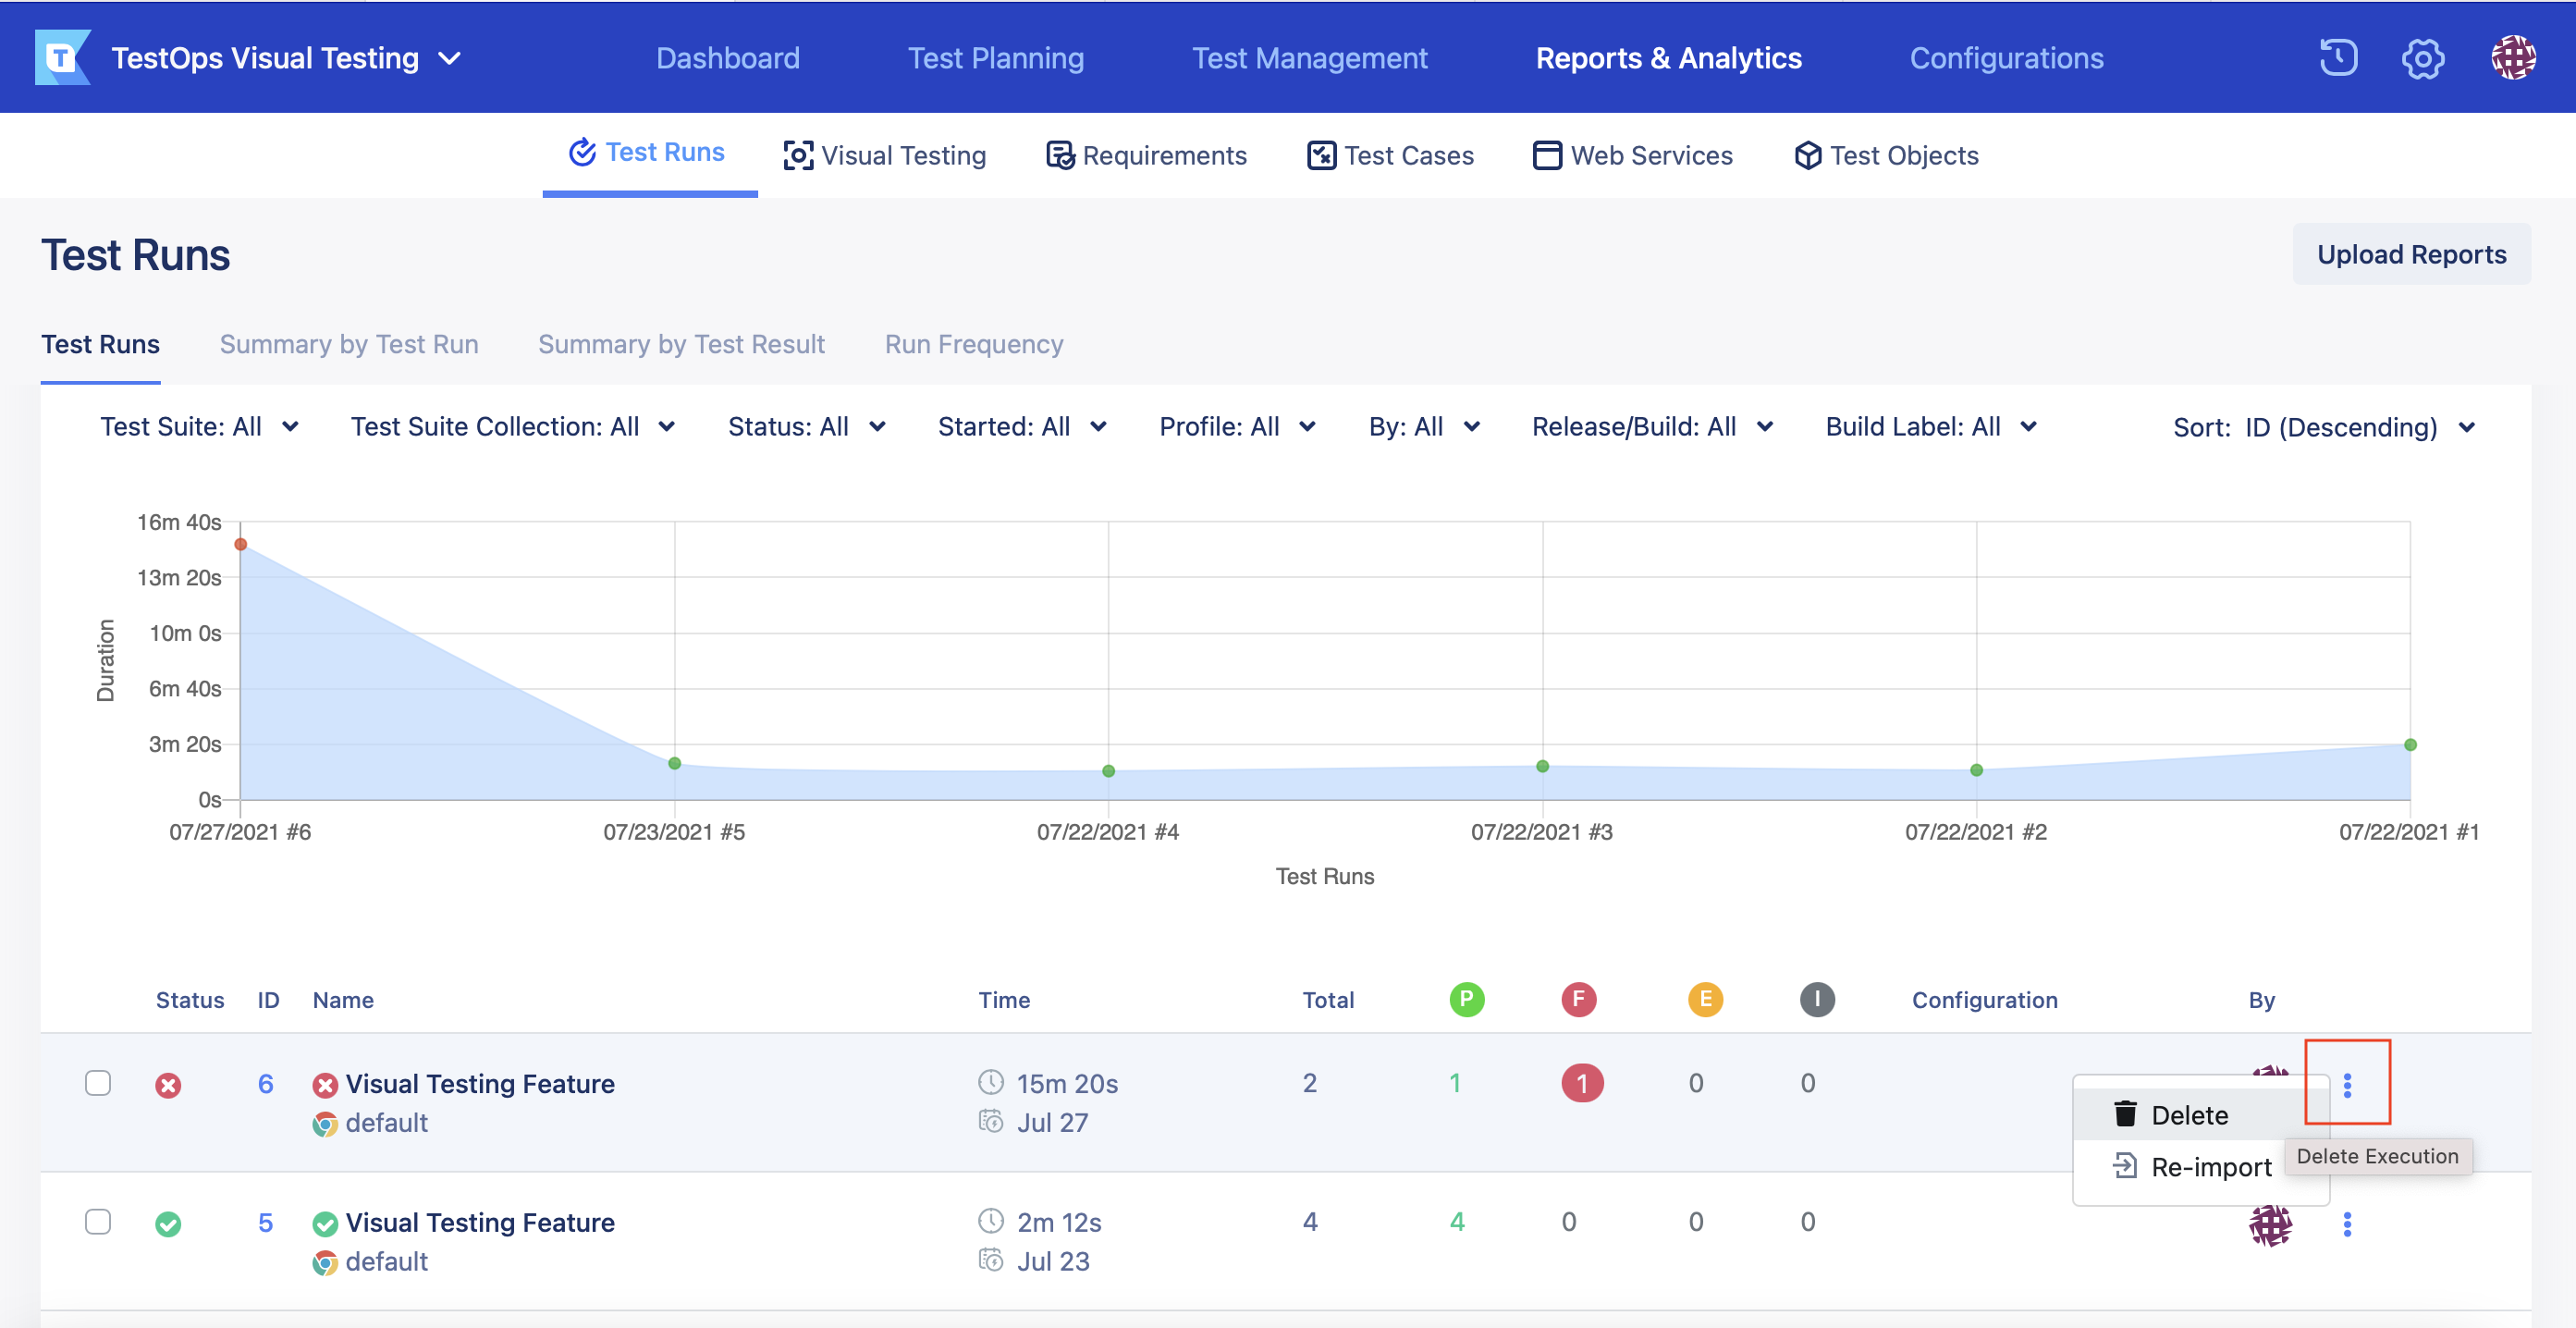 T TestOps Visual Testing Dashboard Test Planning Test Management Reports & Analytics Configurations
Test Runs Visual Testing Requirements Test Cases Web Services Test Objects
Test Runs Upload Reports
Test Runs Summary by Test Run Summary by Test Result Run Frequency
Test Suite: All Test Suite Collection: All Status: All Started: All Profile: All By: All Release/Build: All Build Label: All Sort: ID (Descending)
16m 40s
13m 20s
10m 0s
6m 40s
3m 20s
0s
Duration
07/27/2021 #6 07/23/2021 #5 07/22/2021 #4 07/22/2021 #3 07/22/2021 #2 07/22/2021 #1
Test Runs
Status ID Name Time Total P F E I Configuration By
6 Visual Testing Feature 15m 20s 2 1 1 0 0
default Jul 27
Delete
Delete Execution
Re-import
5 Visual Testing Feature 2m 12s 4 4 0 0 0
default Jul 23